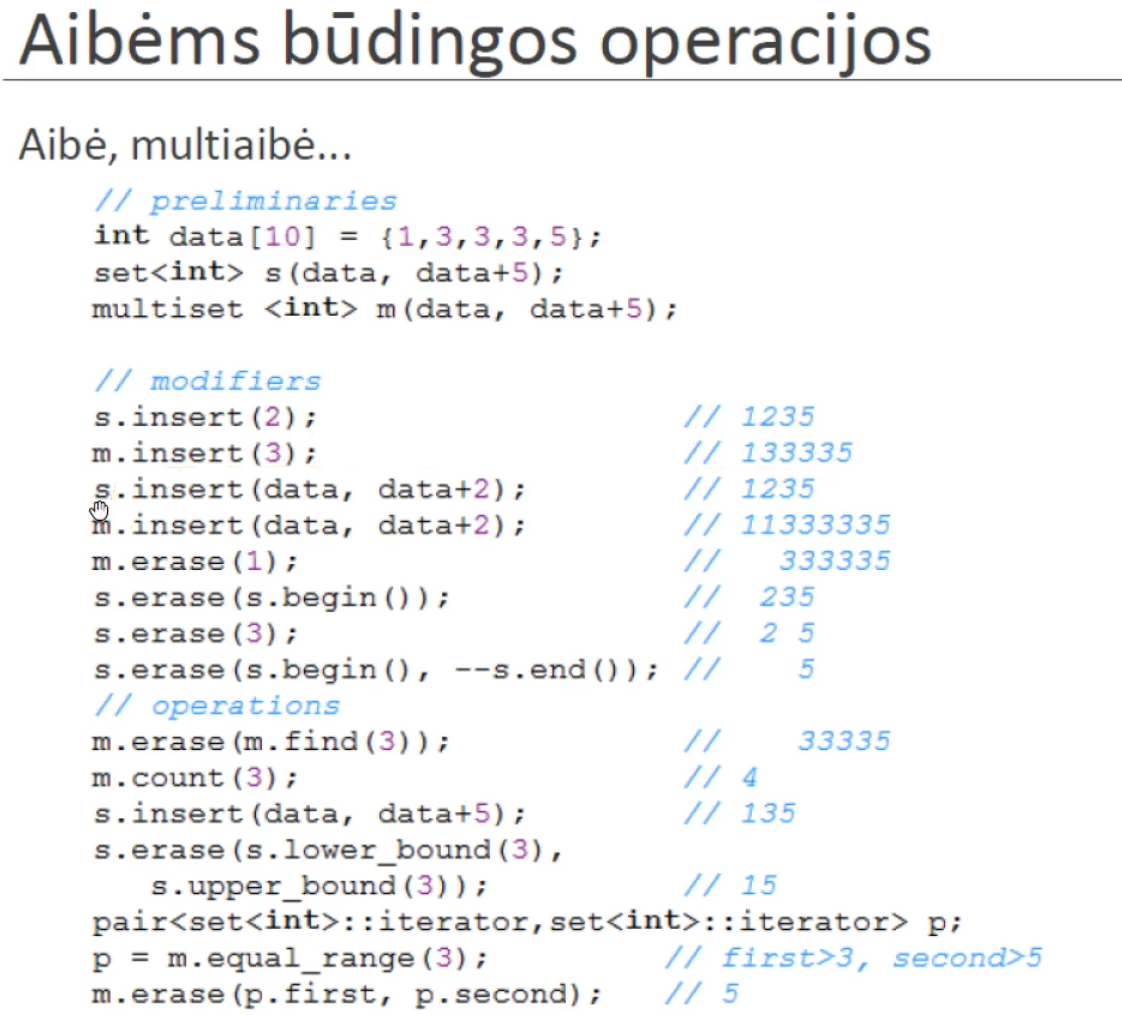 Aibėms būdingos operacijos
Aibė, multiaibė...
// preliminaries
int data[10] = {1,3,3,3,5};
set<int> s(data, data+5);
multiset <int> m(data, data+5);
// modifiers
s.insert(2); // 1235
m.insert(3); // 133335
s.insert(data, data+2); // 1235
m.insert(data, data+2); // 11333335
m.erase(1); // 333335
s.erase(s.begin()); // 235
s.erase(3); // 2 5
s.erase(s.begin(), --s.end()); // 5
// operations
m.erase(m.find(3)); // 33335
m.count(3); // 4
s.insert(data, data+5); // 135
s.erase(s.lower_bound(3),
s.upper_bound(3)); // 15
pair<set<int>::iterator,set<int>::iterator> p;
p = m.equal_range(3); // first>3, second>5
m.erase(p.first, p.second); // 5